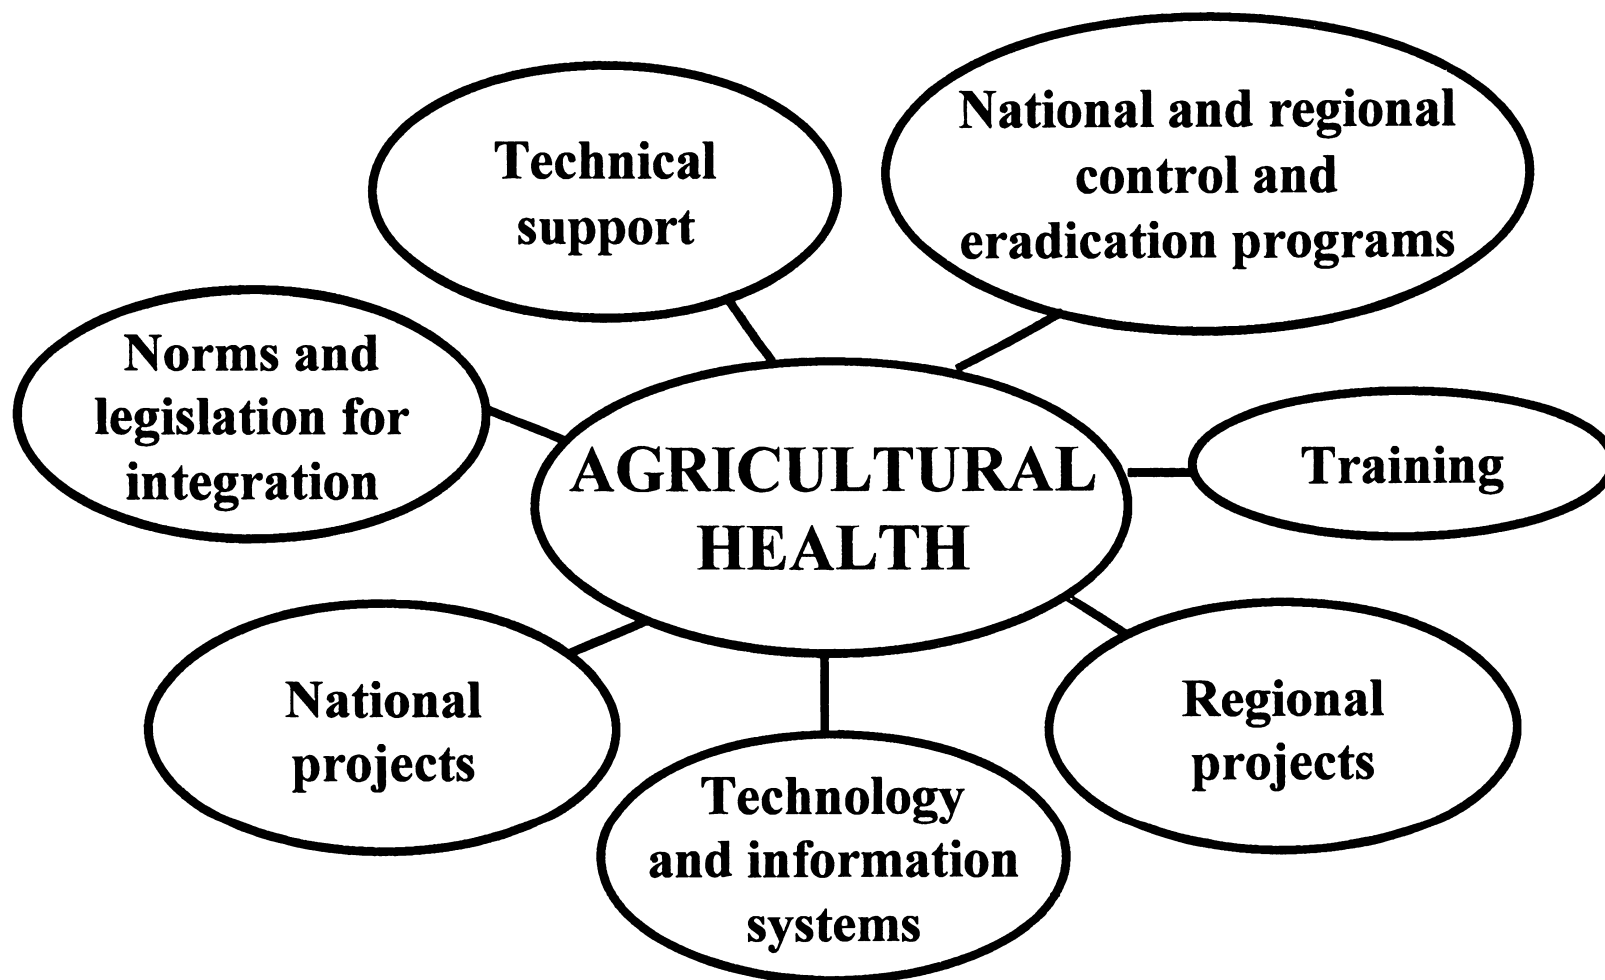 National and regional
control and
eradication programs
Technical
support
Norms and
legislation for
integration
AGRICULTURAL
HEALTH
Training
National
projects
Regional
projects
Technology
and information
systems